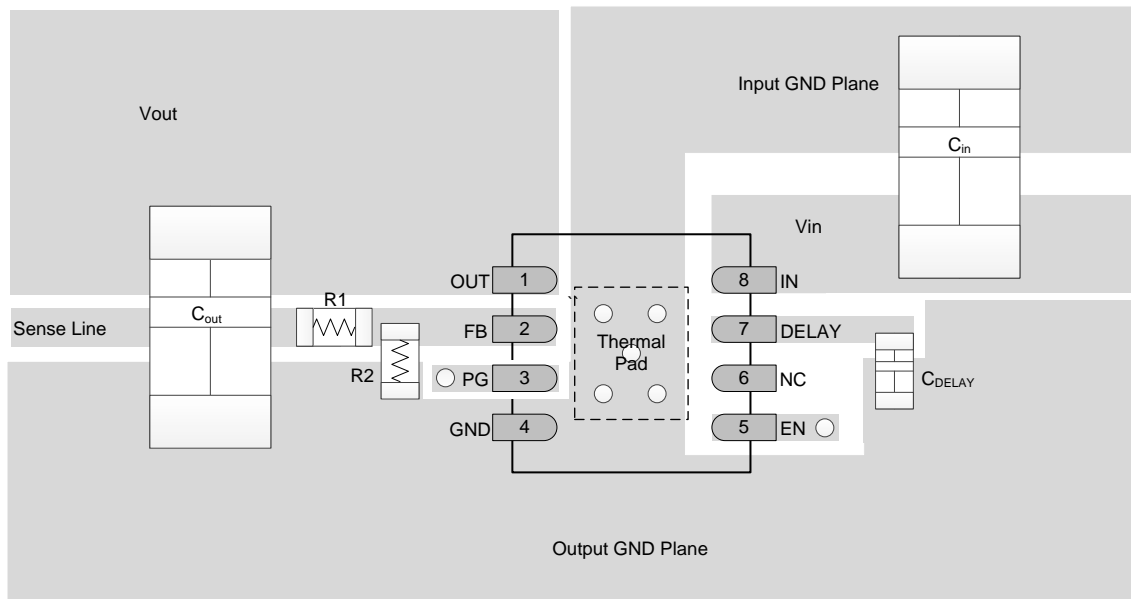 Vout
Input GND Plane
Cin
Vin
OUT 1
8 IN
R1
Cout
Sense Line
FB 2
7 DELAY
Thermal
Pad
R2
PG 3
6 NC
CDELAY
GND 4
5 EN
Output GND Plane